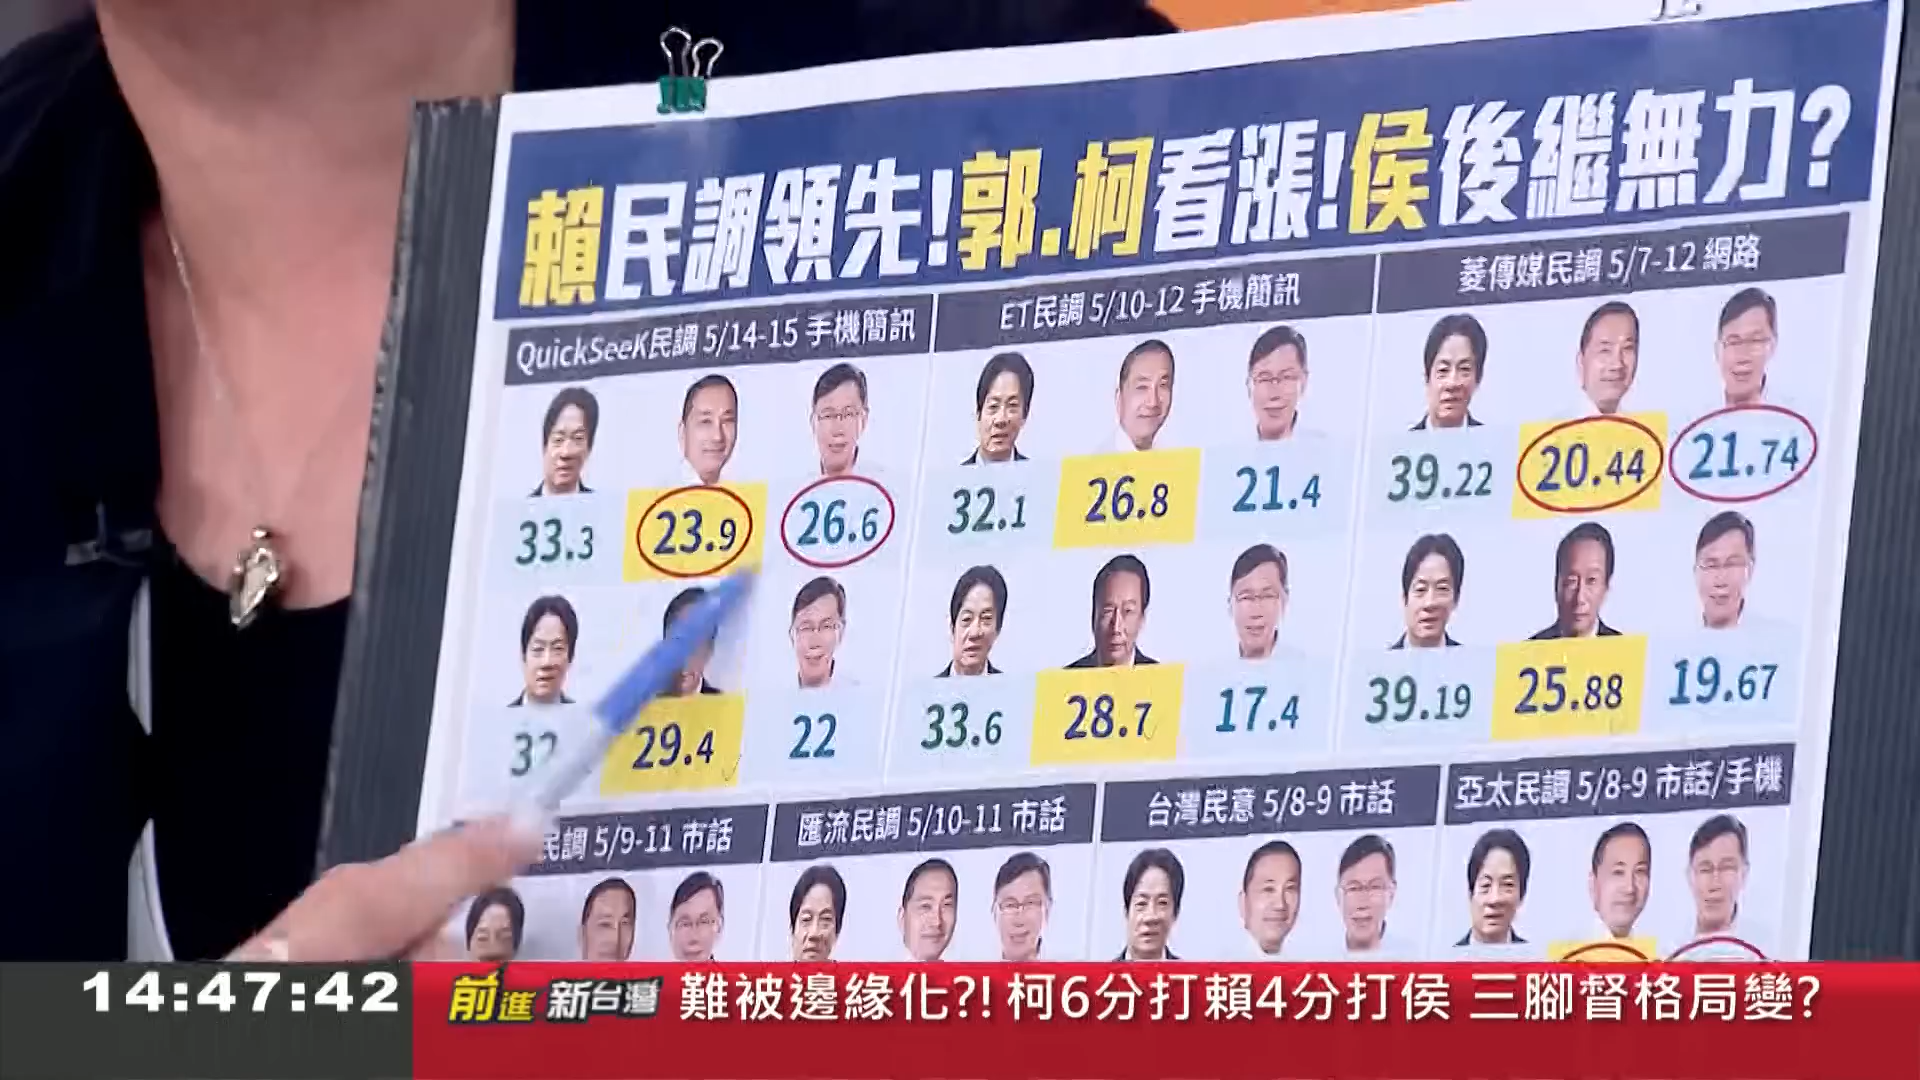 賴民調領先!郭.柯看漲!侯後繼無力?
QuickSeeK民調 5/14-15 手機簡訊
ET民調 5/10-12 手機簡訊
菱傳媒民調 5/7-12 網路
33.3 23.9 26.6
32.1 26.8 21.4
39.22 20.44 21.74
29.4 22
33.6 28.7 17.4
39.19 25.88 19.67
民調 5/9-11 市話
匯流民調 5/10-11 市話
台灣民意 5/8-9 市話
亞太民調 5/8-9 市話/手機
14:47:42
前進新台灣
難被邊緣化?! 柯6分打賴4分打侯 三腳督格局變?